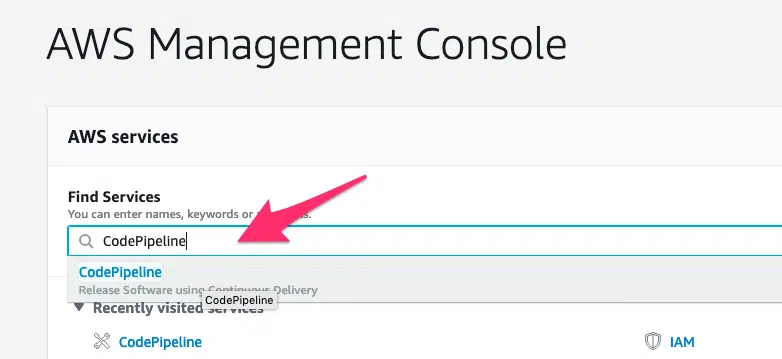 AWS Management Console
AWS services
Find Services
You can enter names, keywords or
CodePipeline
CodePipeline
Release Software using Continuous Delivery
CodePipeline
Recently visited services
CodePipeline
IAM